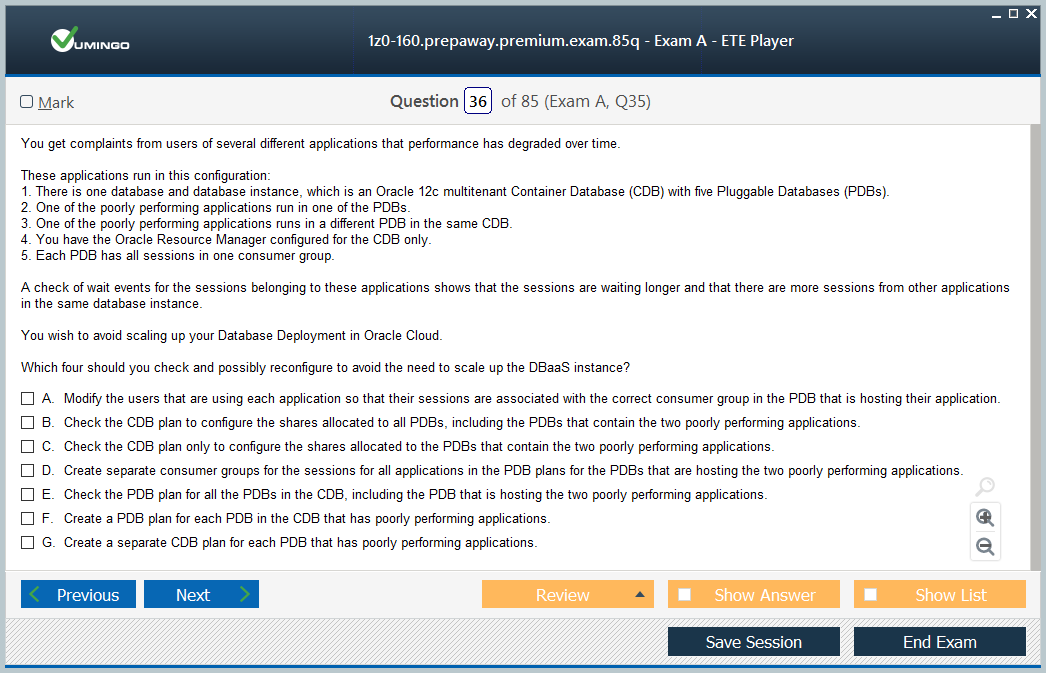 VUMINGO
1z0-160.prepaway.premium.exam.85q - Exam A - ETE Player
Mark
Question 36 of 85 (Exam A, Q35)
You get complaints from users of several different applications that performance has degraded over time.
These applications run in this configuration:
1. There is one database and database instance, which is an Oracle 12c multitenant Container Database (CDB) with five Pluggable Databases (PDBs).
2. One of the poorly performing applications run in one of the PDBs.
3. One of the poorly performing applications runs in a different PDB in the same CDB.
4. You have the Oracle Resource Manager configured for the CDB only.
5. Each PDB has all sessions in one consumer group.
A check of wait events for the sessions belonging to these applications shows that the sessions are waiting longer and that there are more sessions from other applications
in the same database instance.
You wish to avoid scaling up your Database Deployment in Oracle Cloud.
Which four should you check and possibly reconfigure to avoid the need to scale up the DBaaS instance?
A. Modify the users that are using each application so that their sessions are associated with the correct consumer group in the PDB that is hosting their application.
B. Check the CDB plan to configure the shares allocated to all PDBs, including the PDBs that contain the two poorly performing applications.
C. Check the CDB plan only to configure the shares allocated to the PDBs that contain the two poorly performing applications.
D. Create separate consumer groups for the sessions for all applications in the PDB plans for the PDBs that are hosting the two poorly performing applications.
E. Check the PDB plan for all the PDBs in the CDB, including the PDB that is hosting the two poorly performing applications.
F. Create a PDB plan for each PDB in the CDB that has poorly performing applications.
G. Create a separate CDB plan for each PDB that has poorly performing applications.
Previous
Next
Review
Show Answer
Show List
Save Session
End Exam